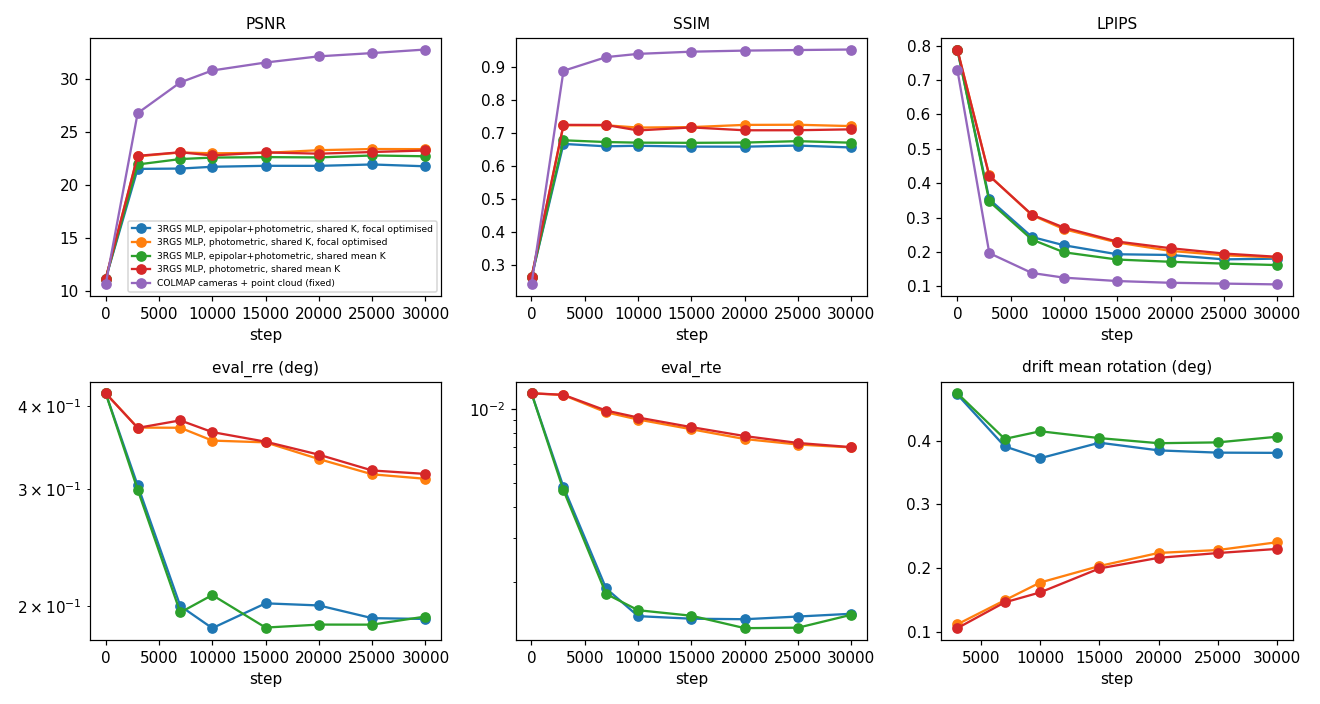 PSNR
30
25
20
15
10
3RGS MLP, epipolar+photometric, shared K, focal optimised
3RGS MLP, photometric, shared K, focal optimised
3RGS MLP, epipolar+photometric, shared mean K
3RGS MLP, photometric, shared mean K
COLMAP cameras + point cloud (fixed)
0 5000 10000 15000 20000 25000 30000
step
SSIM
0.9
0.8
0.7
0.6
0.5
0.4
0.3
0 5000 10000 15000 20000 25000 30000
step
LPIPS
0.8
0.7
0.6
0.5
0.4
0.3
0.2
0.1
0 5000 10000 15000 20000 25000 30000
step
eval_rre (deg)
4 × 10⁻¹
3 × 10⁻¹
2 × 10⁻¹
0 5000 10000 15000 20000 25000 30000
step
eval_rte
10⁻²
0 5000 10000 15000 20000 25000 30000
step
drift mean rotation (deg)
0.4
0.3
0.2
0.1
5000 10000 15000 20000 25000 30000
step